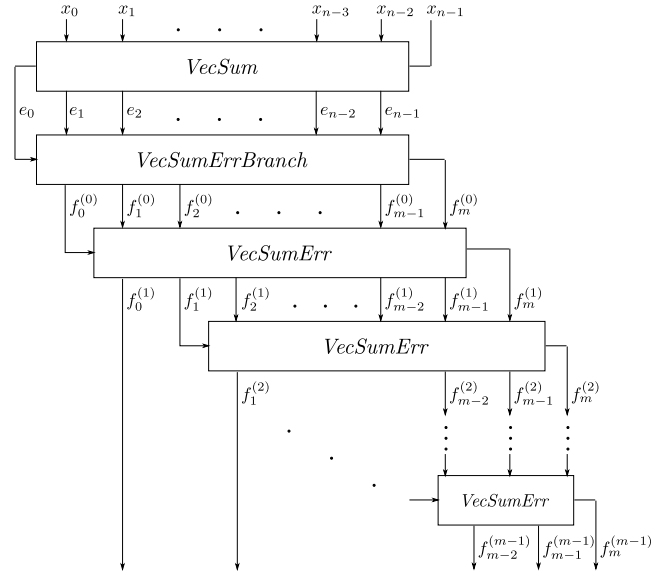 x_0 x_1 . . . x_{n-3} x_{n-2} x_{n-1}
VecSum
e_0 e_1 e_2 . . . e_{n-2} e_{n-1}
VecSumErrBranch
f_0^{(0)} f_1^{(0)} f_2^{(0)} . . . f_{m-1}^{(0)} f_m^{(0)}
VecSumErr
f_0^{(1)} f_1^{(1)} f_2^{(1)} . . . f_{m-2}^{(1)} f_{m-1}^{(1)} f_m^{(1)}
VecSumErr
f_1^{(2)} f_{m-2}^{(2)} f_{m-1}^{(2)} f_m^{(2)}
VecSumErr
f_{m-2}^{(m-1)} f_{m-1}^{(m-1)} f_m^{(m-1)}